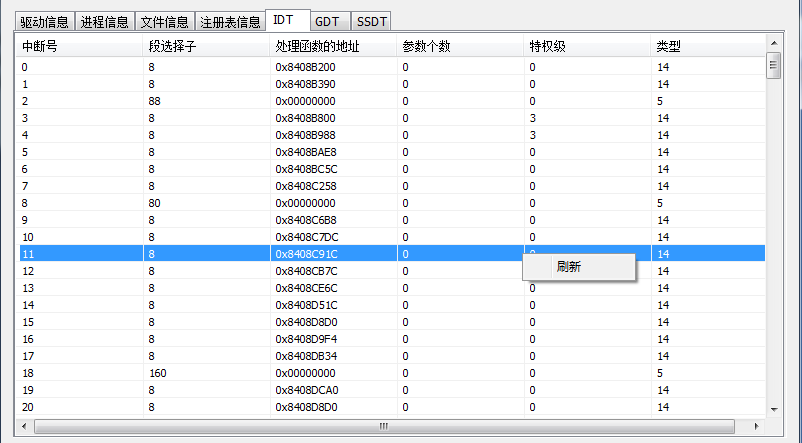 驱动信息 进程信息 文件信息 注册表信息 IDT GDT SSDT
中断号 段选择子 处理函数的地址 参数个数 特权级 类型
0 8 0x8408B200 0 0 14
1 8 0x8408B390 0 0 14
2 88 0x00000000 0 0 5
3 8 0x8408B800 0 3 14
4 8 0x8408B988 0 3 14
5 8 0x8408BAE8 0 0 14
6 8 0x8408BC5C 0 0 14
7 8 0x8408C258 0 0 14
8 80 0x00000000 0 0 5
9 8 0x8408C6B8 0 0 14
10 8 0x8408C7DC 0 0 14
11 8 0x8408C91C 0 0 14
刷新
12 8 0x8408CB7C 0 0 14
13 8 0x8408CE6C 0 0 14
14 8 0x8408D51C 0 0 14
15 8 0x8408D8D0 0 0 14
16 8 0x8408D9F4 0 0 14
17 8 0x8408DB34 0 0 14
18 160 0x00000000 0 0 5
19 8 0x8408DCA0 0 0 14
20 8 0x8408D8D0 0 0 14